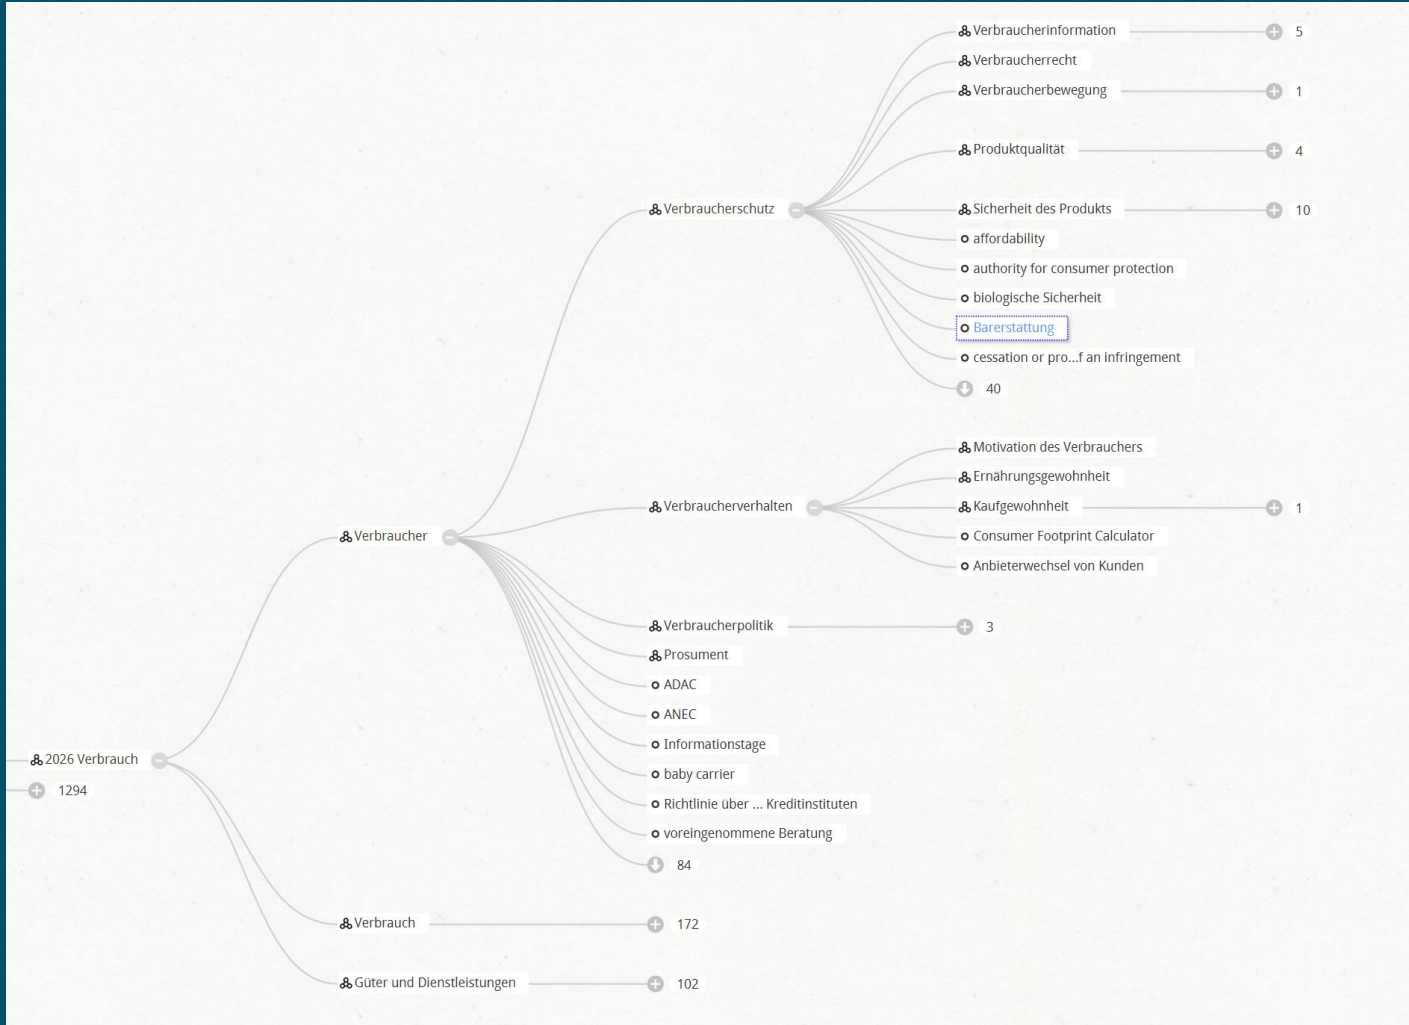 Verbraucherinformation 5
Verbraucherrecht
Verbraucherbewegung 1
Produktqualität 4
Verbraucherschutz
Sicherheit des Produkts 10
affordability
authority for consumer protection
biologische Sicherheit
Barerstattung
cessation or pro...f an infringement
40
Motivation des Verbrauchers
Ernährungsgewohnheit
Verbraucherverhalten
Kaufgewohnheit 1
Verbraucher
Consumer Footprint Calculator
Anbieterwechsel von Kunden
Verbraucherpolitik 3
Prosument
ADAC
ANEC
Informationstage
2026 Verbrauch
baby carrier
1294
Richtlinie über ... Kreditinstituten
voreingenommene Beratung
84
Verbrauch 172
Güter und Dienstleistungen 102